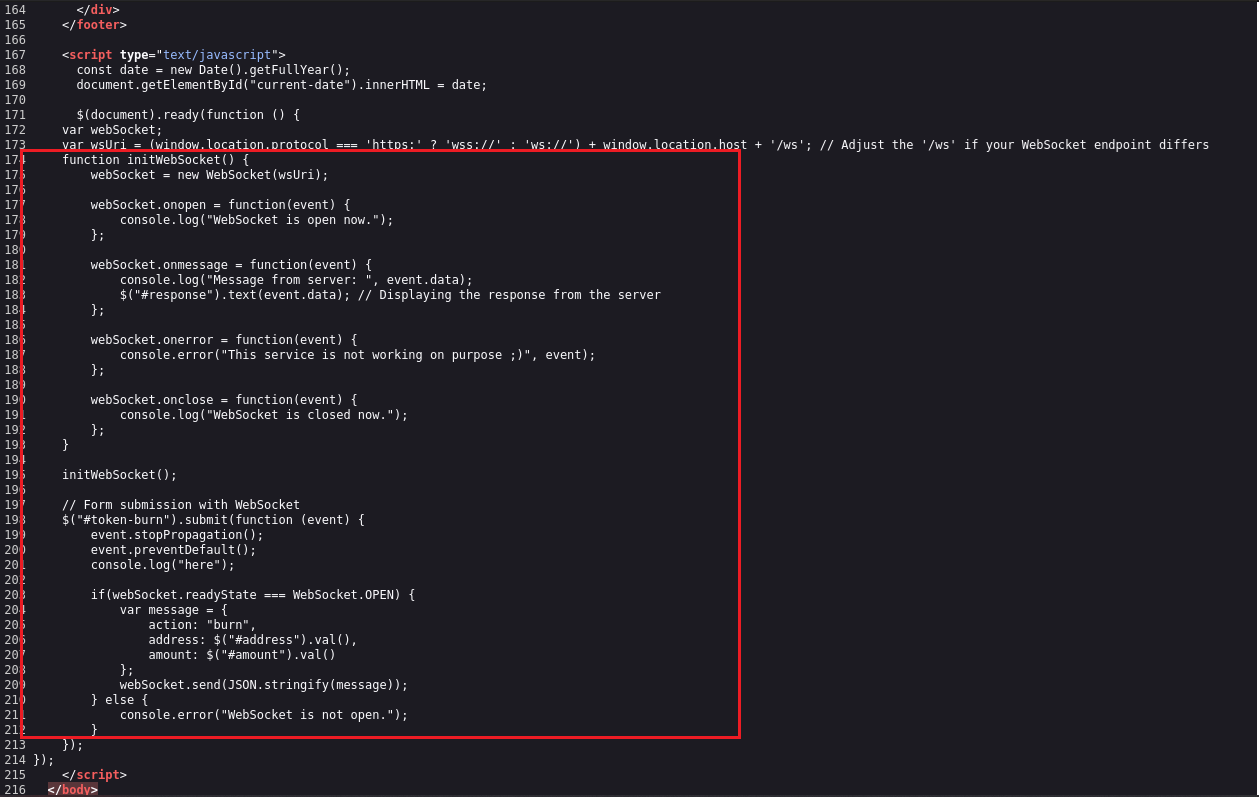 164       </div>
165     </footer>
166
167     <script type="text/javascript">
168       const date = new Date().getFullYear();
169       document.getElementById("current-date").innerHTML = date;
170
171       $(document).ready(function () {
172     var webSocket;
173     var wsUri = (window.location.protocol === 'https:' ? 'wss://' : 'ws://') + window.location.host + '/ws'; // Adjust the '/ws' if your WebSocket endpoint differs
174     function initWebSocket() {
175         webSocket = new WebSocket(wsUri);
176
177         webSocket.onopen = function(event) {
178             console.log("WebSocket is open now.");
179         };
180
181         webSocket.onmessage = function(event) {
182             console.log("Message from server: ", event.data);
183             $("#response").text(event.data); // Displaying the response from the server
184         };
185
186         webSocket.onerror = function(event) {
187             console.error("This service is not working on purpose ;)", event);
188         };
189
190         webSocket.onclose = function(event) {
191             console.log("WebSocket is closed now.");
192         };
193     }
194
195     initWebSocket();
196
197     // Form submission with WebSocket
198     $("#token-burn").submit(function (event) {
199         event.stopPropagation();
200         event.preventDefault();
201         console.log("here");
202
203         if(webSocket.readyState === WebSocket.OPEN) {
204             var message = {
205                 action: "burn",
206                 address: $("#address").val(),
207                 amount: $("#amount").val()
208             };
209             webSocket.send(JSON.stringify(message));
210         } else {
211             console.error("WebSocket is not open.");
212         }
213     });
214 });
215     </script>
216   </body>